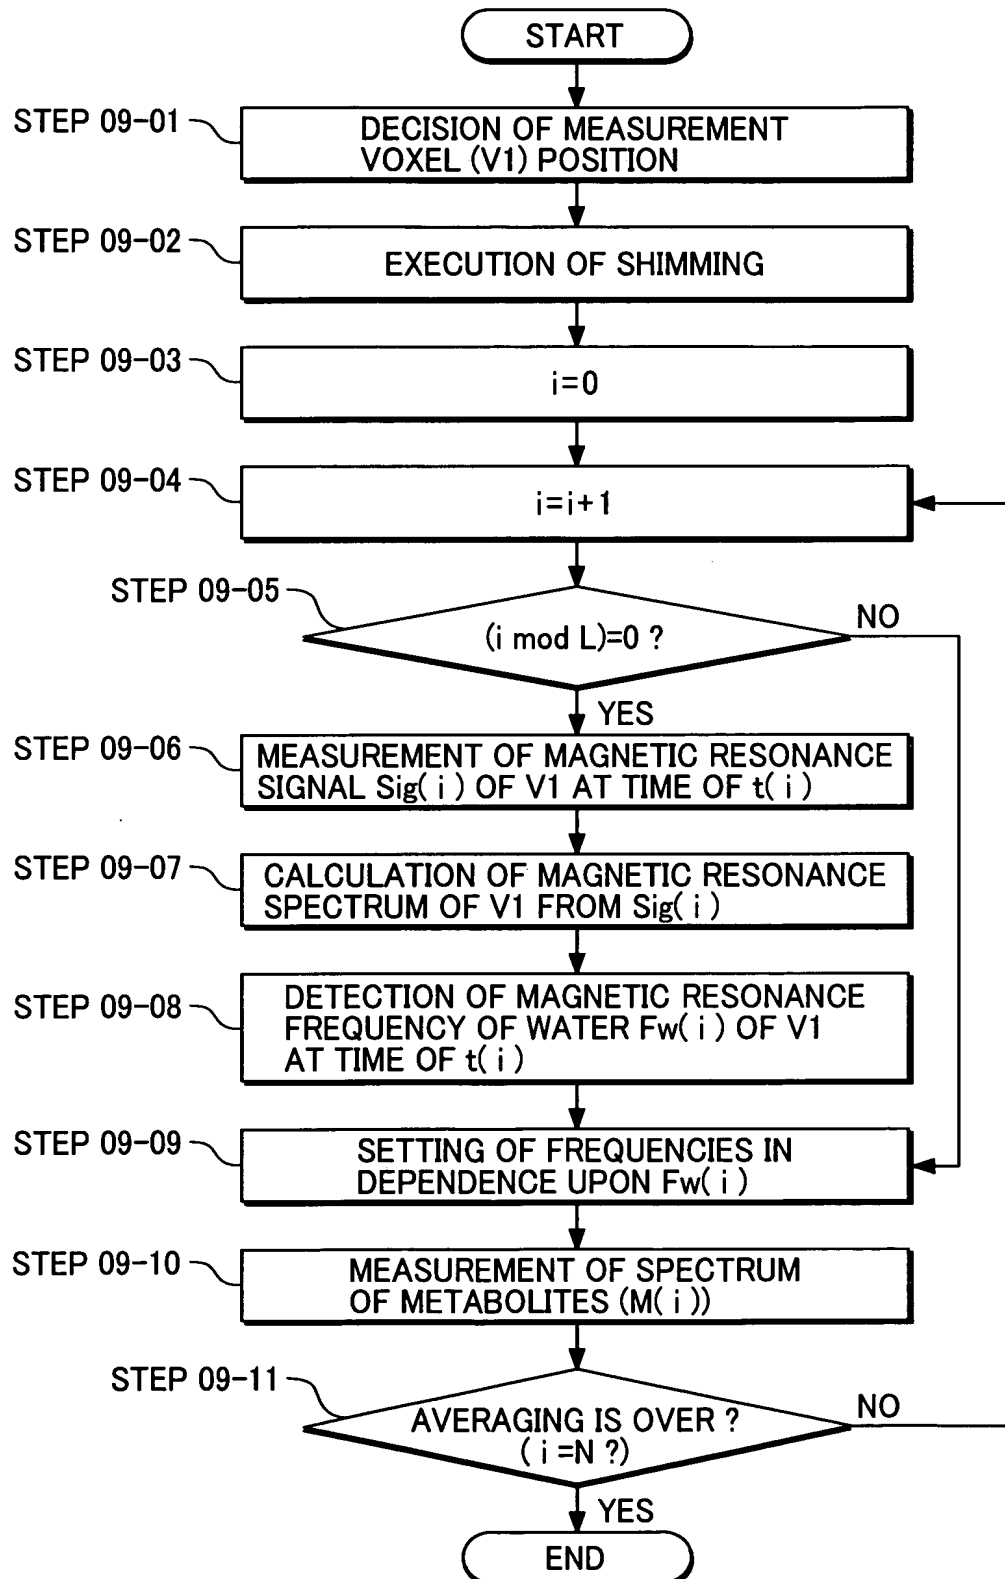 START
STEP 09-01
DECISION OF MEASUREMENT
VOXEL (V1) POSITION
STEP 09-02
EXECUTION OF SHIMMING
STEP 09-03
i=0
STEP 09-04
i=i+1
STEP 09-05
(i mod L)=0 ?
NO
YES
STEP 09-06
MEASUREMENT OF MAGNETIC RESONANCE
SIGNAL Sig( i ) OF V1 AT TIME OF t( i )
STEP 09-07
CALCULATION OF MAGNETIC RESONANCE
SPECTRUM OF V1 FROM Sig( i )
STEP 09-08
DETECTION OF MAGNETIC RESONANCE
FREQUENCY OF WATER Fw( i ) OF V1
AT TIME OF t( i )
STEP 09-09
SETTING OF FREQUENCIES IN
DEPENDENCE UPON Fw( i )
STEP 09-10
MEASUREMENT OF SPECTRUM
OF METABOLITES (M( i ))
STEP 09-11
AVERAGING IS OVER ?
( i =N ?)
NO
YES
END